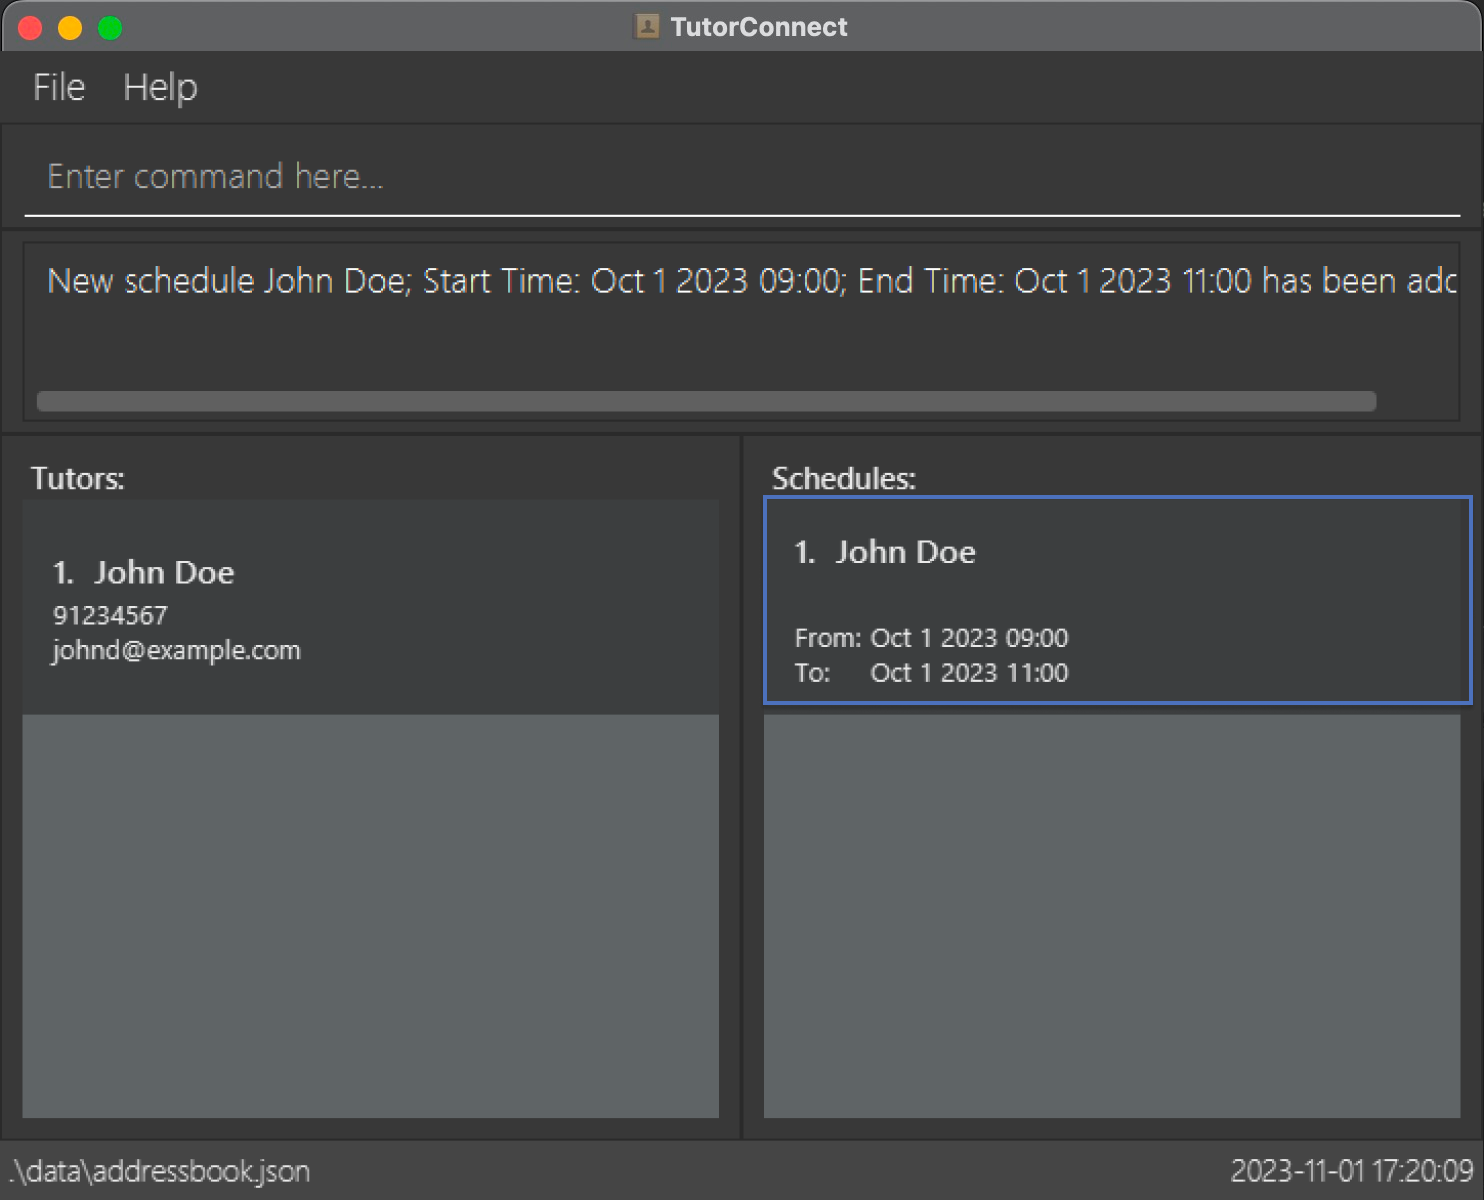 TutorConnect
File Help
Enter command here...
New schedule John Doe; Start Time: Oct 1 2023 09:00; End Time: Oct 1 2023 11:00 has been
Tutors:
1. John Doe
91234567
johnd@example.com
Schedules:
1. John Doe
From: Oct 1 2023 09:00
To: Oct 1 2023 11:00
.\data\addressbook.json
2023-11-01 17:20:09